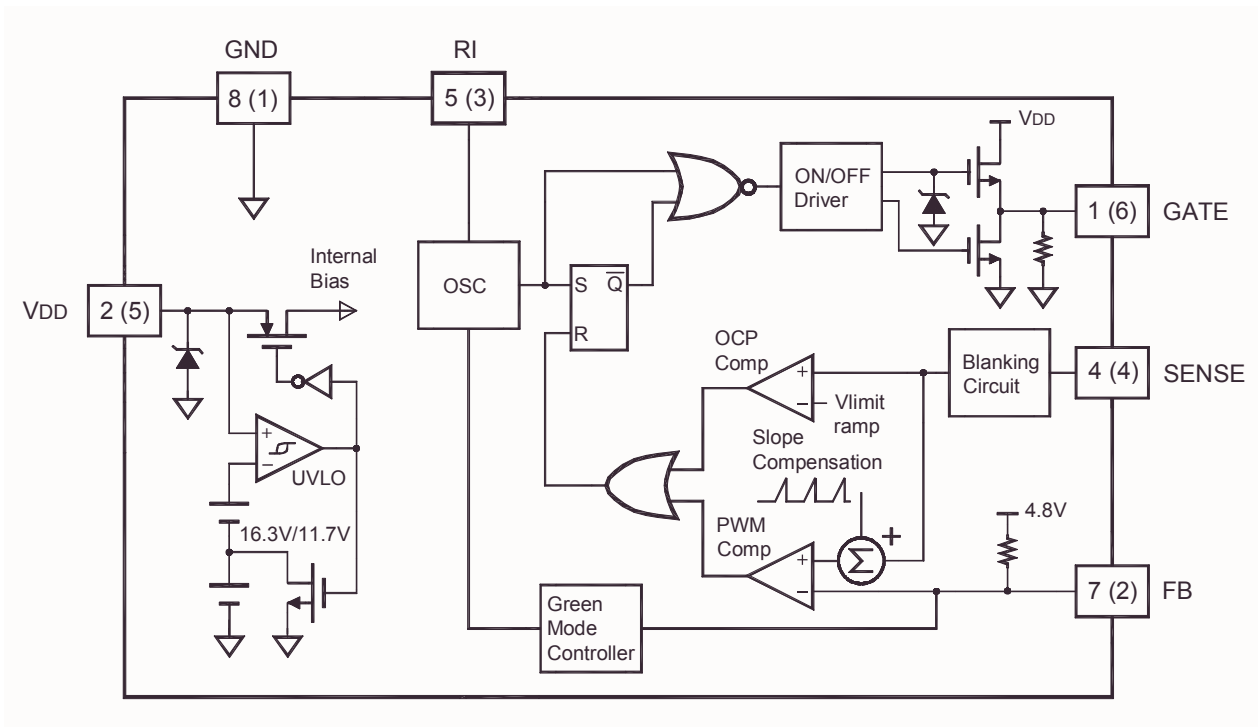 GND
8 (1)
RI
5 (3)
VDD
ON/OFF
Driver
1 (6)
GATE
Internal
Bias
OSC
S
Q
R
VDD
2 (5)
OCP
Comp
+
−
Vlimit
ramp
Blanking
Circuit
4 (4)
SENSE
Slope
Compensation
+
−
UVLO
16.3V/11.7V
PWM
Comp
+
−
Σ
+
4.8V
7 (2)
FB
Green
Mode
Controller